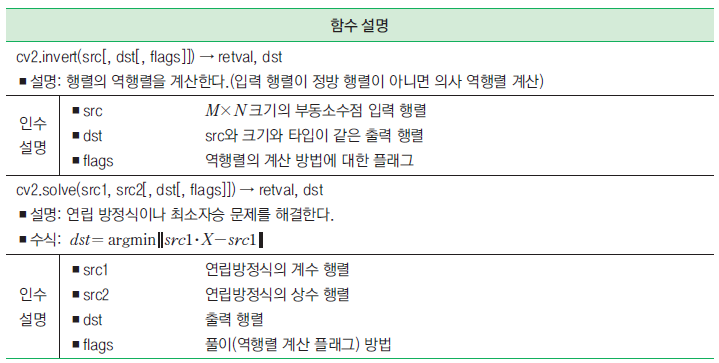 함수 설명
cv2.invert(src[, dst[, flags]]) → retval, dst
■ 설명: 행렬의 역행렬을 계산한다.(입력 행렬이 정방 행렬이 아니면 의사 역행렬 계산)
인수 설명
■ src M×N 크기의 부동소수점 입력 행렬
■ dst src와 크기와 타입이 같은 출력 행렬
■ flags 역행렬의 계산 방법에 대한 플래그
cv2.solve(src1, src2[, dst[, flags]]) → retval, dst
■ 설명: 연립 방정식이나 최소자승 문제를 해결한다.
■ 수식: dst = argmin‖src1·X−src1‖
인수 설명
■ src1 연립방정식의 계수 행렬
■ src2 연립방정식의 상수 행렬
■ dst 출력 행렬
■ flags 풀이(역행렬 계산 플래그) 방법